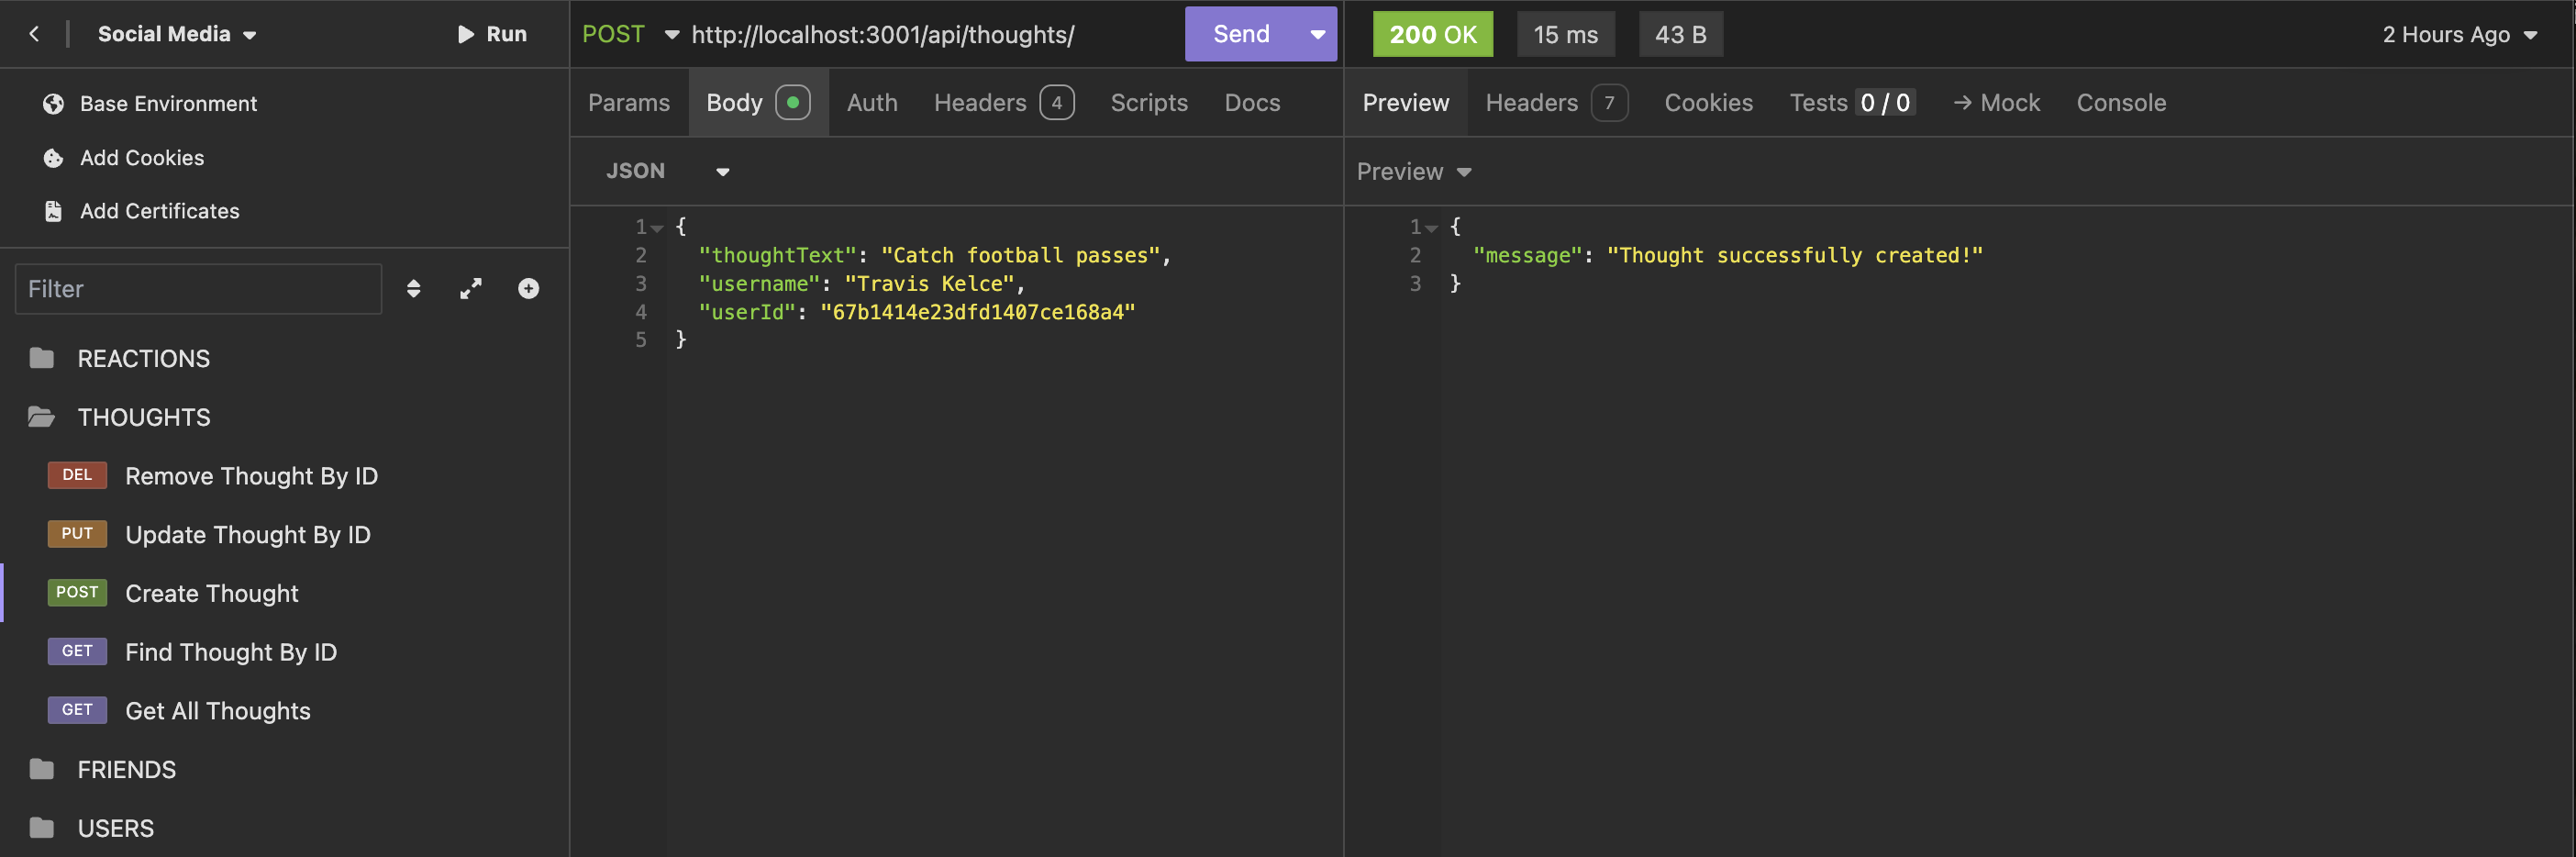 Social Media
Run
Base Environment
Add Cookies
Add Certificates
Filter
REACTIONS
THOUGHTS
DEL Remove Thought By ID
PUT Update Thought By ID
POST Create Thought
GET Find Thought By ID
GET Get All Thoughts
FRIENDS
USERS
POST http://localhost:3001/api/thoughts/ Send
Params Body Auth Headers 4 Scripts Docs
JSON
1 {
2 "thoughtText": "Catch football passes",
3 "username": "Travis Kelce",
4 "userId": "67b1414e23dfd1407ce168a4"
5 }
200 OK 15 ms 43 B 2 Hours Ago
Preview Headers 7 Cookies Tests 0 / 0 → Mock Console
Preview
1 {
2 "message": "Thought successfully created!"
3 }